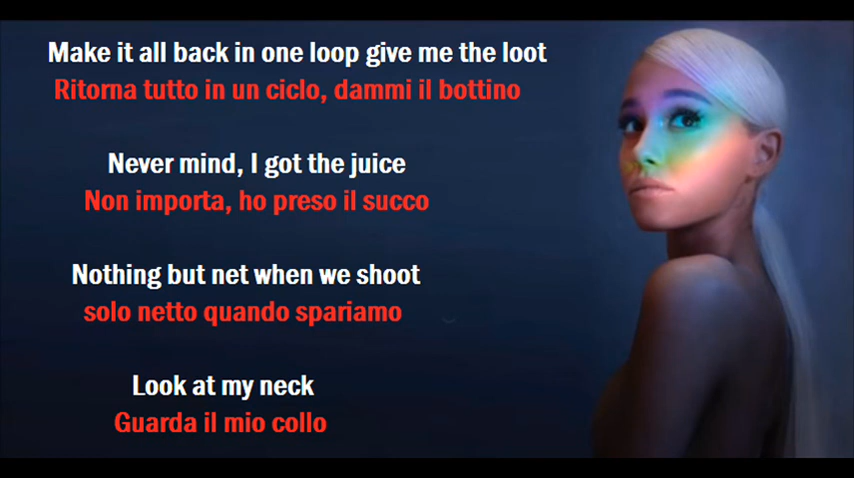 Make it all back in one loop give me the loot
Ritorna tutto in un ciclo, dammi il bottino
Never mind, I got the juice
Non importa, ho preso il succo
Nothing but net when we shoot
solo netto quando spariamo
Look at my neck
Guarda il mio collo